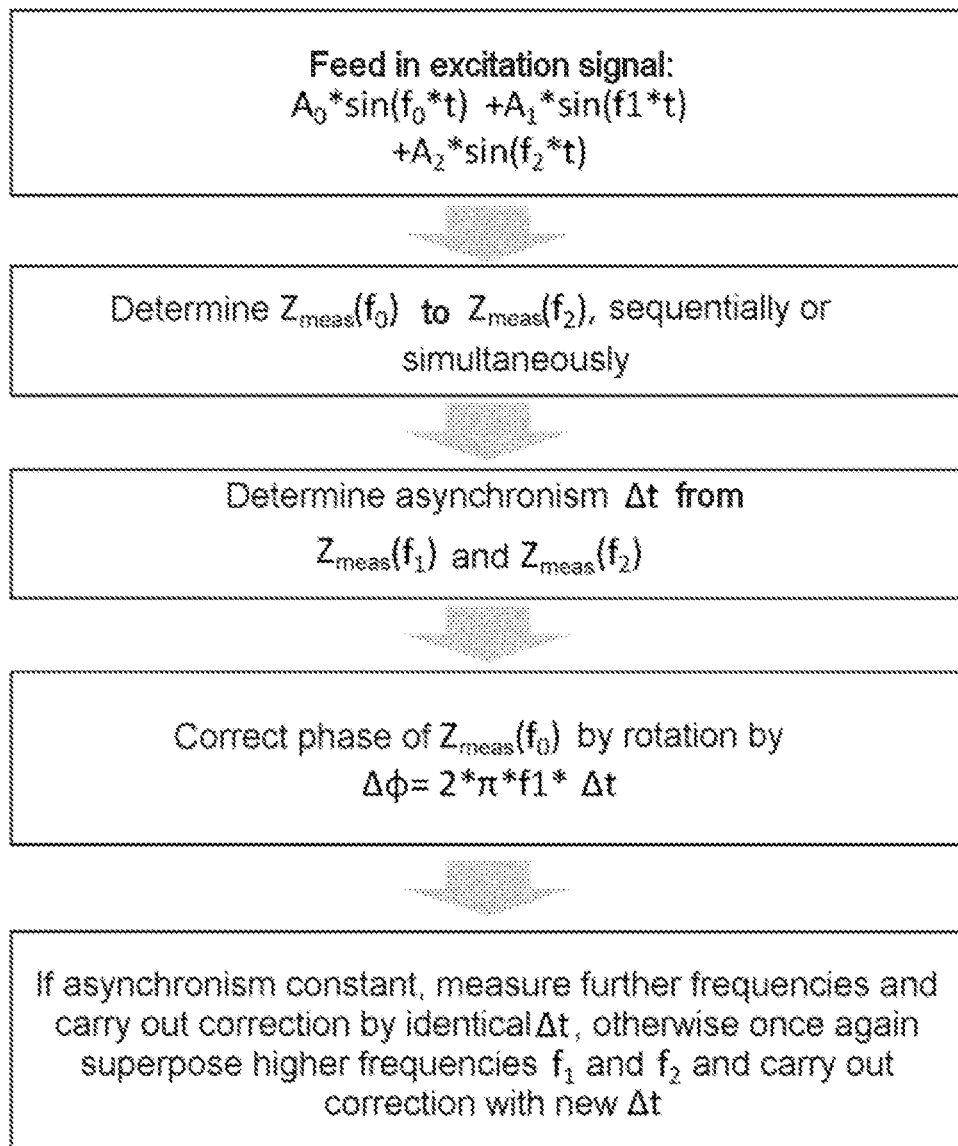 Feed in excitation signal:
A₀*sin(f₀*t) +A₁*sin(f1*t)
+A₂*sin(f₂*t)
Determine Zₘₑₐₛ(f₀) to Zₘₑₐₛ(f₂), sequentially or
simultaneously
Determine asynchronism Δt from
Zₘₑₐₛ(f₁) and Zₘₑₐₛ(f₂)
Correct phase of Zₘₑₐₛ(f₀) by rotation by
Δϕ= 2*π*f1* Δt
If asynchronism constant, measure further frequencies and
carry out correction by identical Δt, otherwise once again
superpose higher frequencies f₁ and f₂ and carry out
correction with new Δt